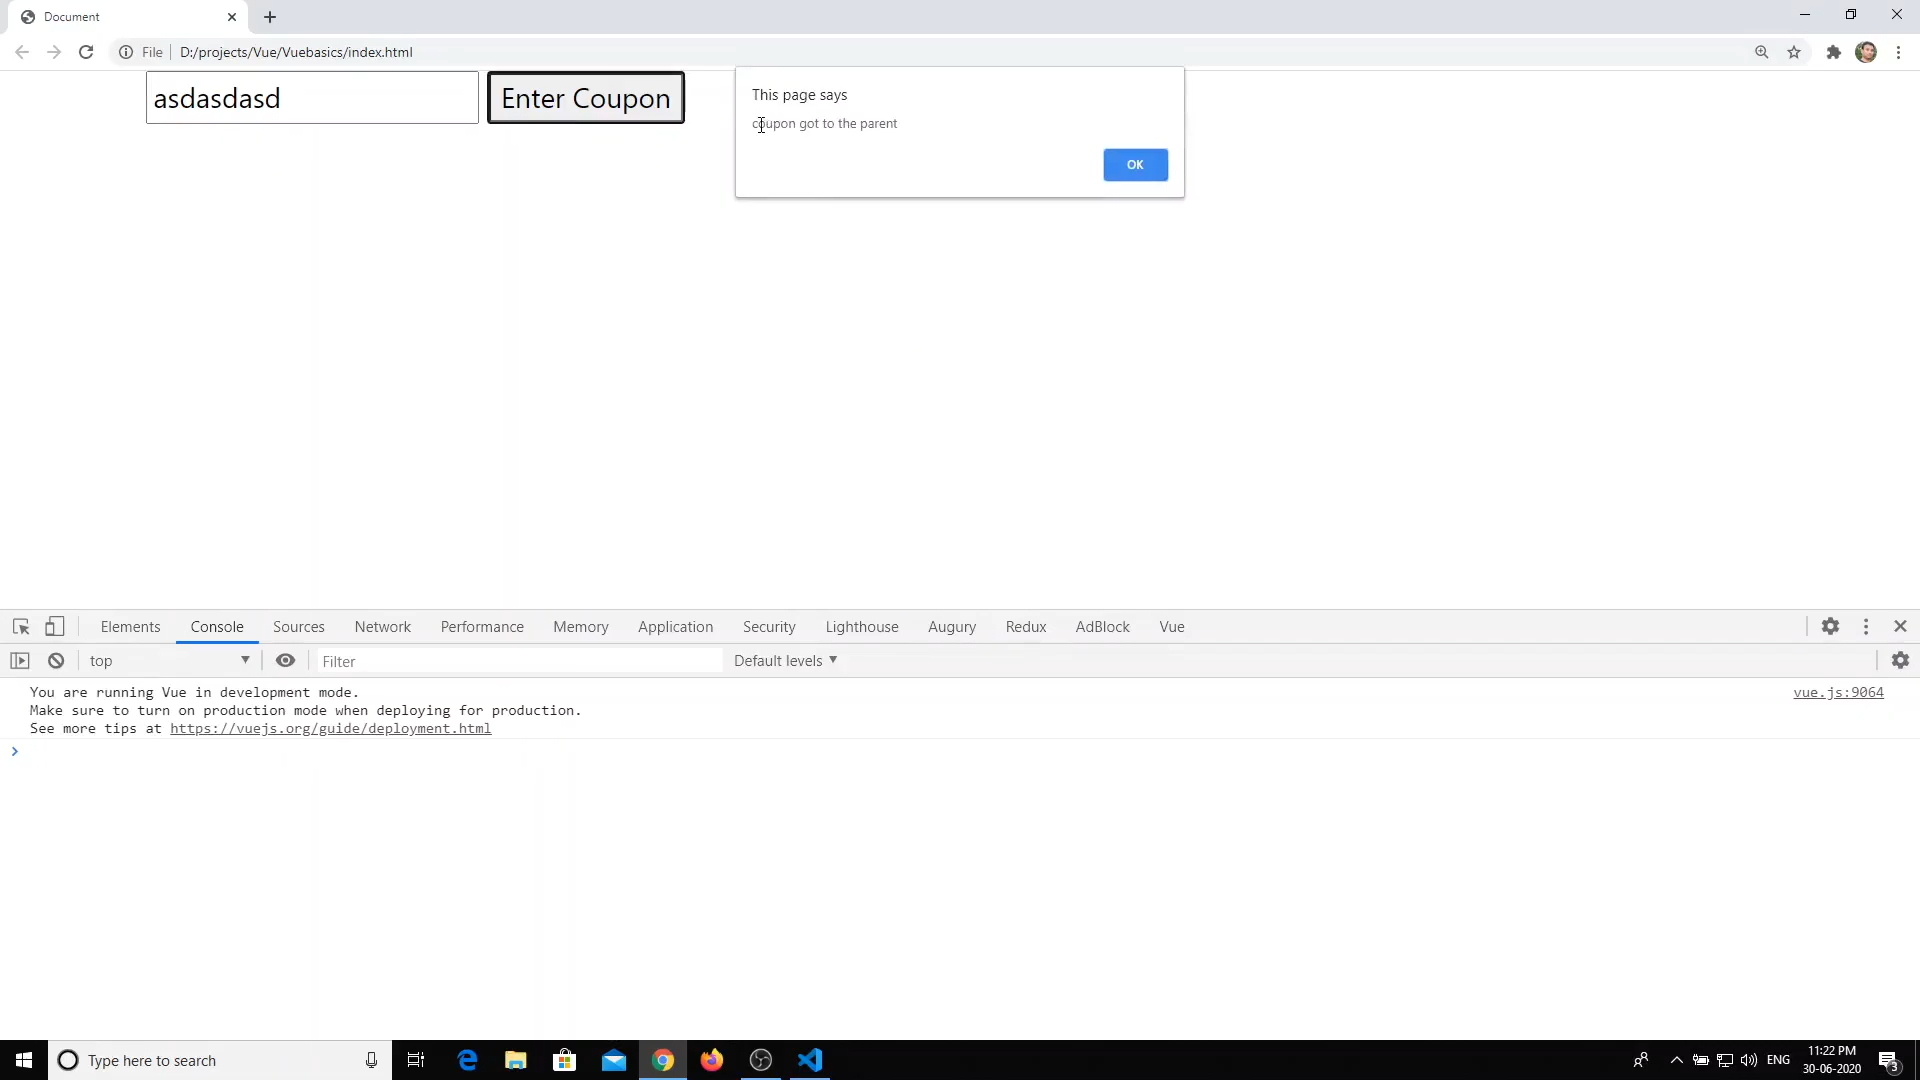 Document
File
D:/projects/Vue/Vuebasics/index.html
asdasdasd
Enter Coupon
This page says
coupon got to the parent
OK
Elements Console Sources Network Performance Memory Application Security Lighthouse Augury Redux AdBlock Vue
top
Filter
Default levels
You are running Vue in development mode.
vue.js:9064
Make sure to turn on production mode when deploying for production.
See more tips at https://vuejs.org/guide/deployment.html
Type here to search
ENG
11:22 PM
30-06-2020
3